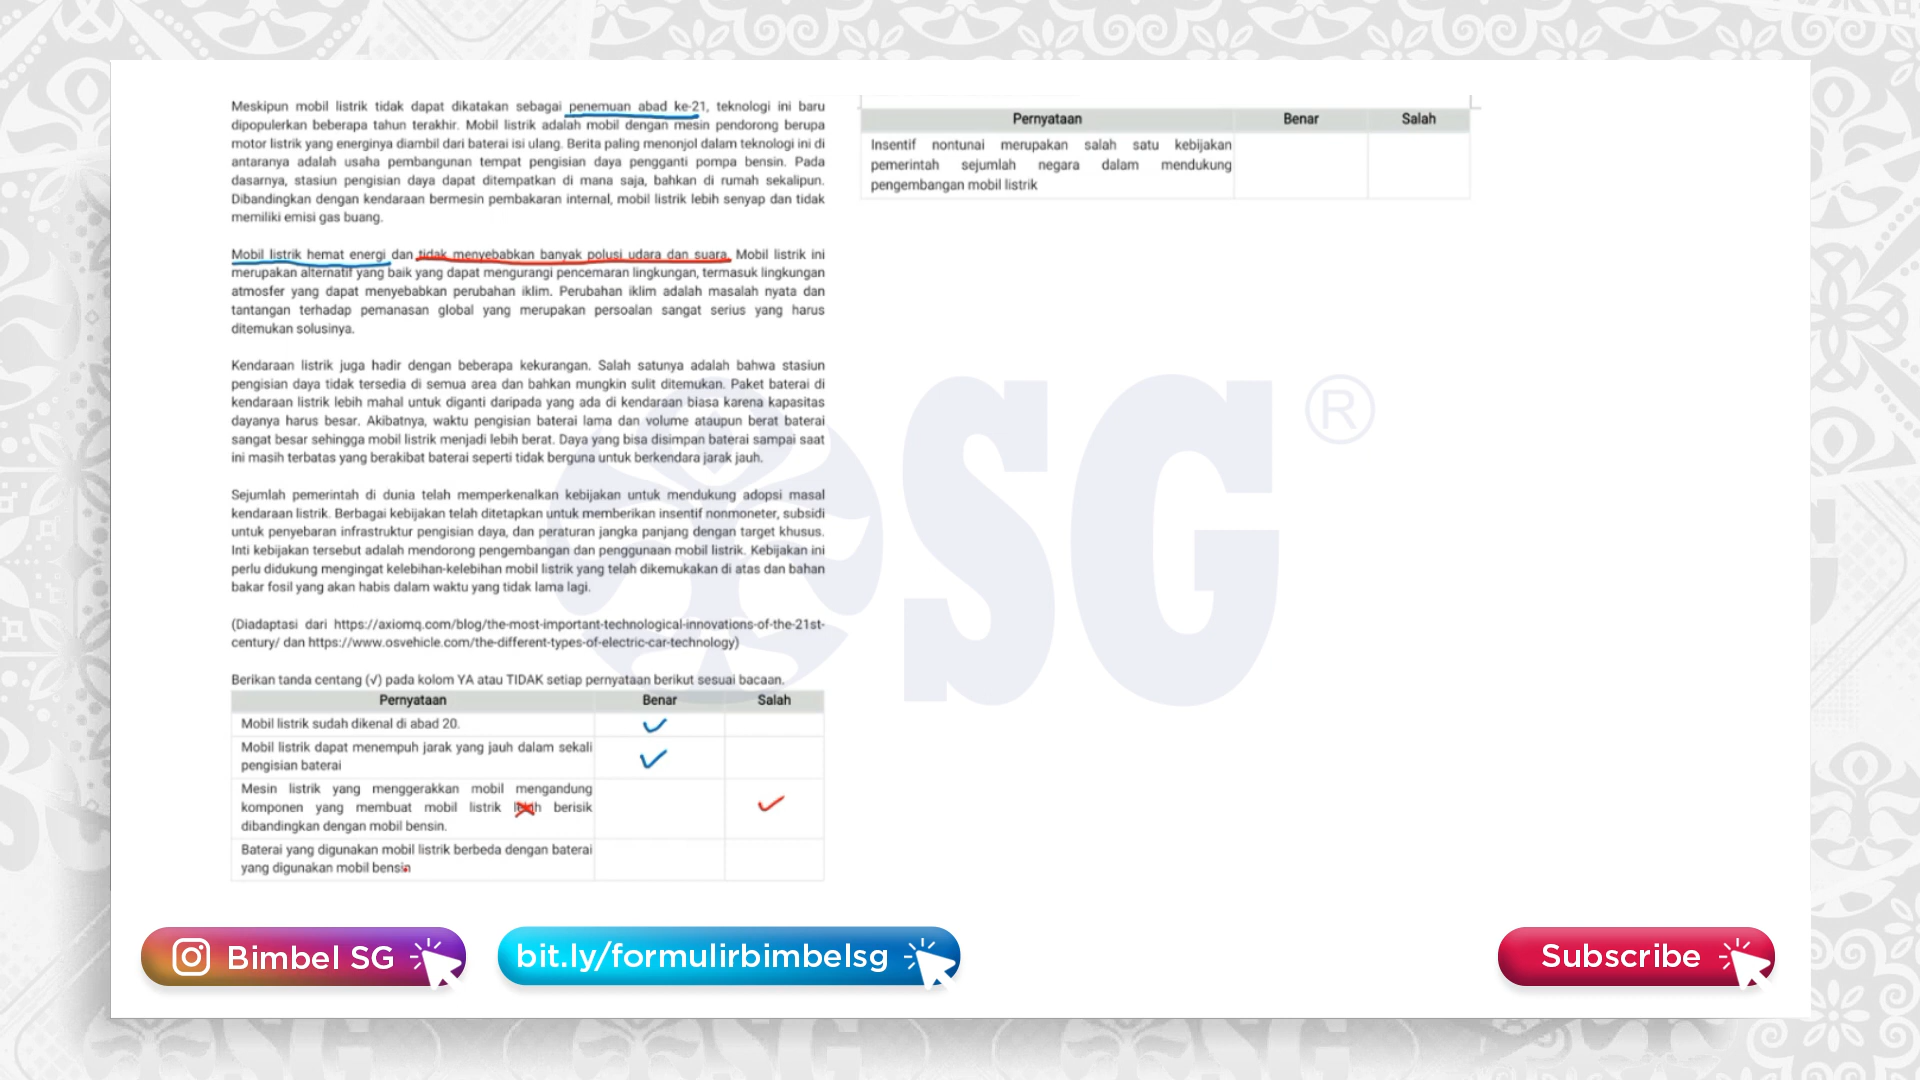 Meskipun mobil listrik tidak dapat dikatakan sebagai penemuan abad ke-21, teknologi ini baru
dipopulerkan beberapa tahun terakhir. Mobil listrik adalah mobil dengan mesin pendorong berupa
motor listrik yang energinya diambil dari baterai isi ulang. Berita paling menonjol dalam teknologi ini di
antaranya adalah usaha pembangunan tempat pengisian daya pengganti pompa bensin. Pada
dasarnya, stasiun pengisian daya dapat ditempatkan di mana saja, bahkan di rumah sekalipun.
Dibandingkan dengan kendaraan bermesin pembakaran internal, mobil listrik lebih senyap dan tidak
memiliki emisi gas buang.
Mobil listrik hemat energi dan tidak menyebabkan banyak polusi udara dan suara. Mobil listrik ini
merupakan alternatif yang baik yang dapat mengurangi pencemaran lingkungan, termasuk lingkungan
atmosfer yang dapat menyebabkan perubahan iklim. Perubahan iklim adalah masalah nyata dan
tantangan terhadap pemanasan global yang merupakan persoalan sangat serius yang harus
ditemukan solusinya.
Kendaraan listrik juga hadir dengan beberapa kekurangan. Salah satunya adalah bahwa stasiun
pengisian daya tidak tersedia di semua area dan bahkan mungkin sulit ditemukan. Paket baterai di
kendaraan listrik lebih mahal untuk diganti daripada yang ada di kendaraan biasa karena kapasitas
dayanya harus besar. Akibatnya, waktu pengisian baterai lama dan volume ataupun berat baterai
sangat besar sehingga mobil listrik menjadi lebih berat. Daya yang bisa disimpan baterai sampai saat
ini masih terbatas yang berakibat baterai seperti tidak berguna untuk berkendara jarak jauh.
Sejumlah pemerintah di dunia telah memperkenalkan kebijakan untuk mendukung adopsi masal
kendaraan listrik. Berbagai kebijakan telah ditetapkan untuk memberikan insentif nonmoneter, subsidi
untuk penyebaran infrastruktur pengisian daya, dan peraturan jangka panjang dengan target khusus.
Inti kebijakan tersebut adalah mendorong pengembangan dan penggunaan mobil listrik. Kebijakan ini
perlu didukung mengingat kelebihan-kelebihan mobil listrik yang telah dikemukakan di atas dan bahan
bakar fosil yang akan habis dalam waktu yang tidak lama lagi.
(Diadaptasi dari https://axiomq.com/blog/the-most-important-technological-innovations-of-the-21st-
century/ dan https://www.osvehicle.com/the-different-types-of-electric-car-technology)
Berikan tanda centang (√) pada kolom YA atau TIDAK setiap pernyataan berikut sesuai bacaan.
Pernyataan Benar Salah
Mobil listrik sudah dikenal di abad 20.
Mobil listrik dapat menempuh jarak yang jauh dalam sekali
pengisian baterai
Mesin listrik yang menggerakkan mobil mengandung
komponen yang membuat mobil listrik lebih berisik
dibandingkan dengan mobil bensin.
Baterai yang digunakan mobil listrik berbeda dengan baterai
yang digunakan mobil bensin
Pernyataan Benar Salah
Insentif nontunai merupakan salah satu kebijakan
pemerintah sejumlah negara dalam mendukung
pengembangan mobil listrik
SG®
Bimbel SG
bit.ly/formulirbimbelsg
Subscribe